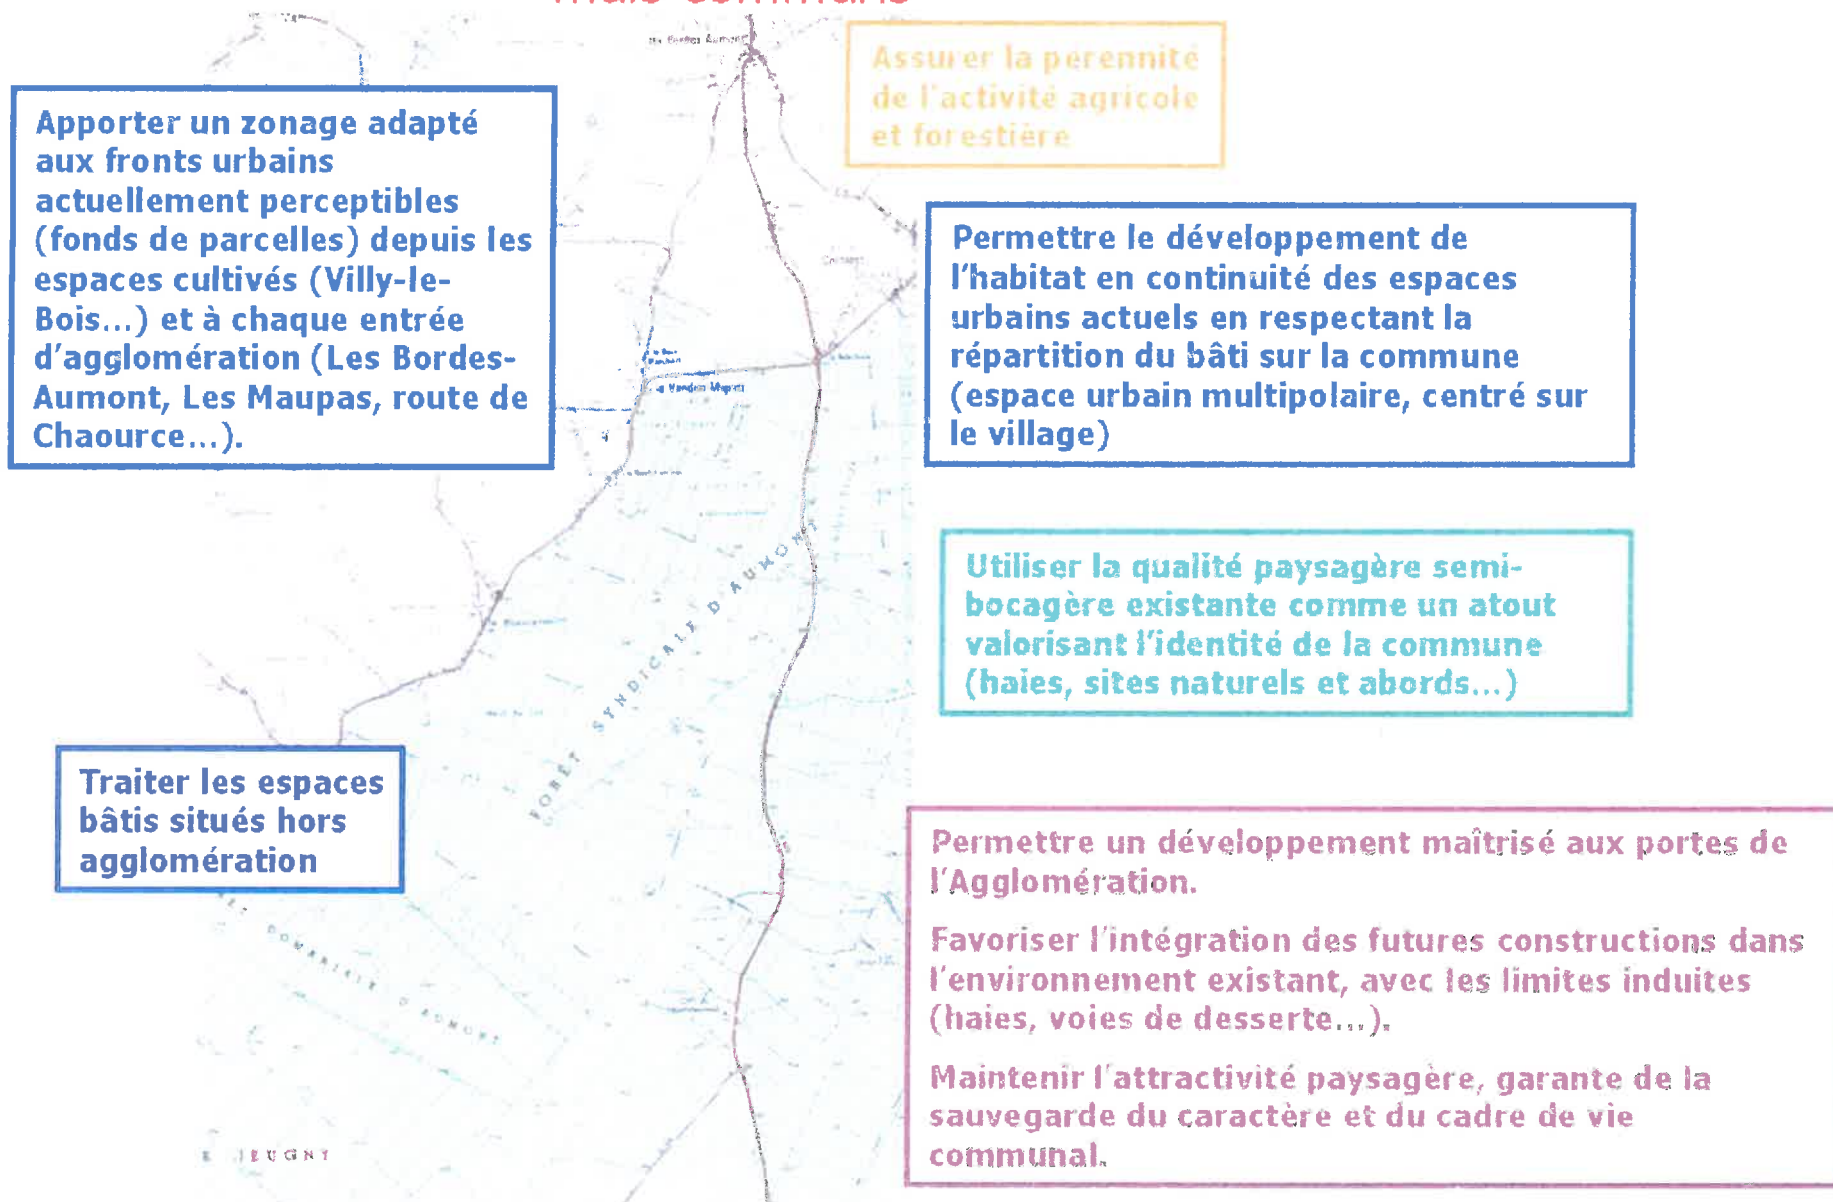 Assurer la perennité
de l'activité agricole
et forestière
Apporter un zonage adapté
aux fronts urbains
actuellement perceptibles
(fonds de parcelles) depuis les
espaces cultivés (Villy-le-
Bois...) et à chaque entrée
d'agglomération (Les Bordes-
Aumont, Les Maupas, route de
Chaource...).
Permettre le développement de
l'habitat en continuité des espaces
urbains actuels en respectant la
répartition du bâti sur la commune
(espace urbain multipolaire, centré sur
le village)
Utiliser la qualité paysagère semi-
bocagère existante comme un atout
valorisant l'identité de la commune
(haies, sites naturels et abords...)
FORÊT SYNDICALE D'AUMONT
Traiter les espaces
bâtis situés hors
agglomération
Permettre un développement maîtrisé aux portes de
l'Agglomération.
Favoriser l'intégration des futures constructions dans
l'environnement existant, avec les limites induites
(haies, voies de desserte...).
Maintenir l'attractivité paysagère, garante de la
sauvegarde du caractère et du cadre de vie
communal.
D'AUMONT
JEUGNY